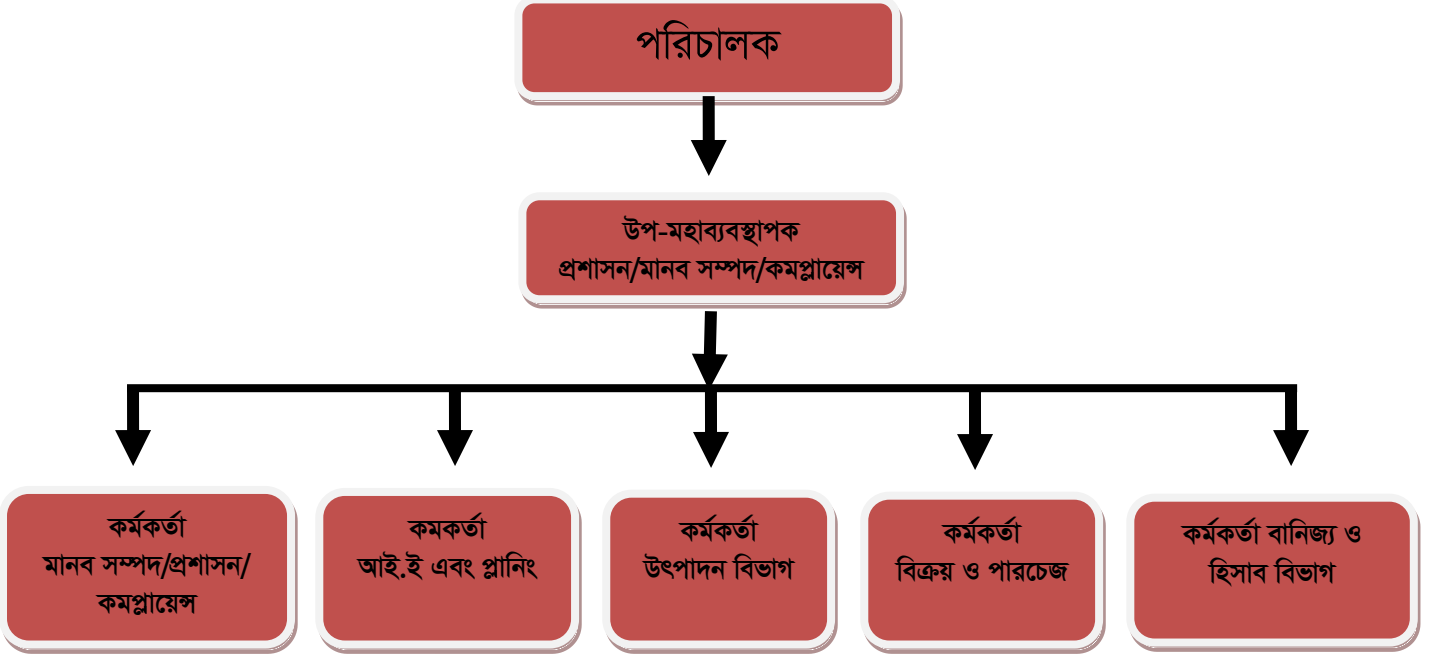 পরিচালক
উপ-মহাব্যবস্থাপক
প্রশাসন/মানব সম্পদ/কমপ্লায়েন্স
কর্মকর্তা
মানব সম্পদ/প্রশাসন/
কমপ্লায়েন্স
কমকর্তা
আই.ই এবং প্লানিং
কর্মকর্তা
উৎপাদন বিভাগ
কর্মকর্তা
বিক্রয় ও পারচেজ
কর্মকর্তা বানিজ্য ও
হিসাব বিভাগ